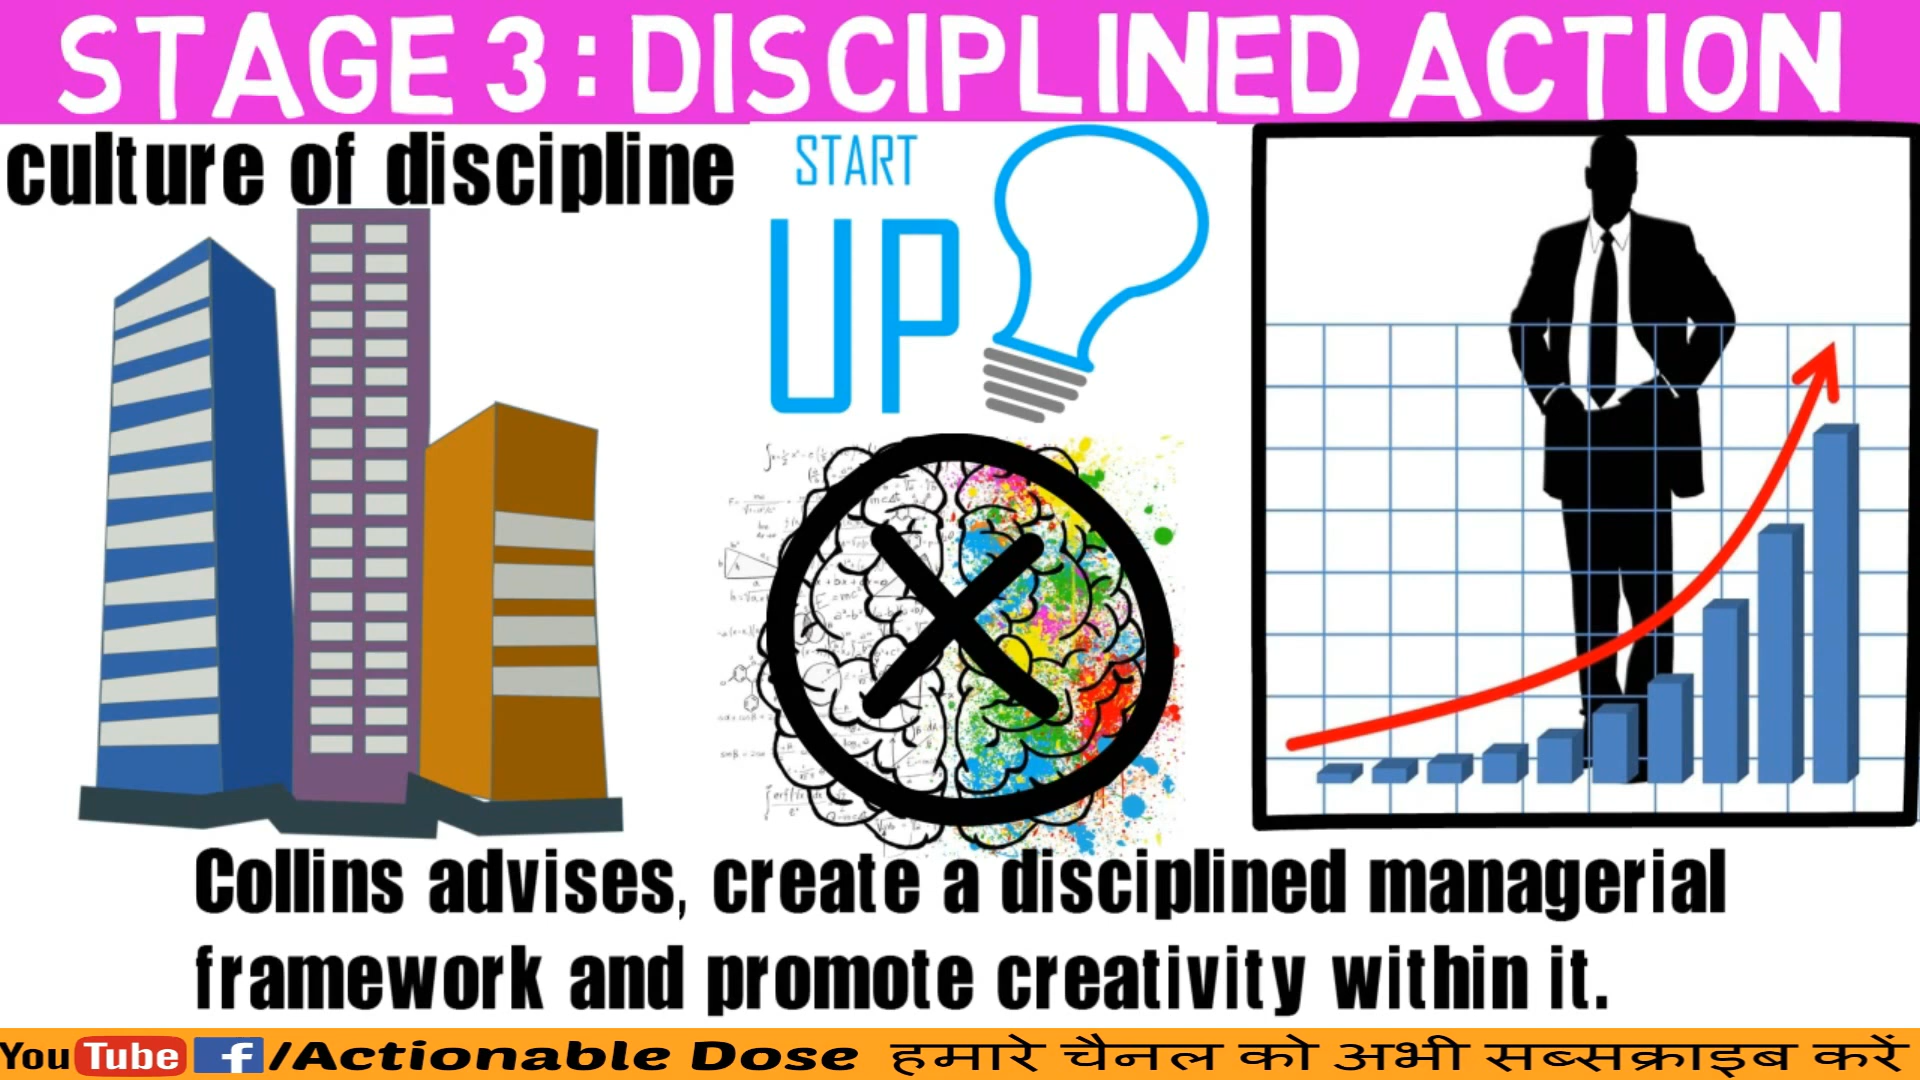 STAGE 3: DISCIPLINED ACTION
culture of discipline
START
UP
Collins advises, create a disciplined managerial
framework and promote creativity within it.
YouTube f/Actionable Dose हमारे चैनल को अभी सब्सक्राइब करें